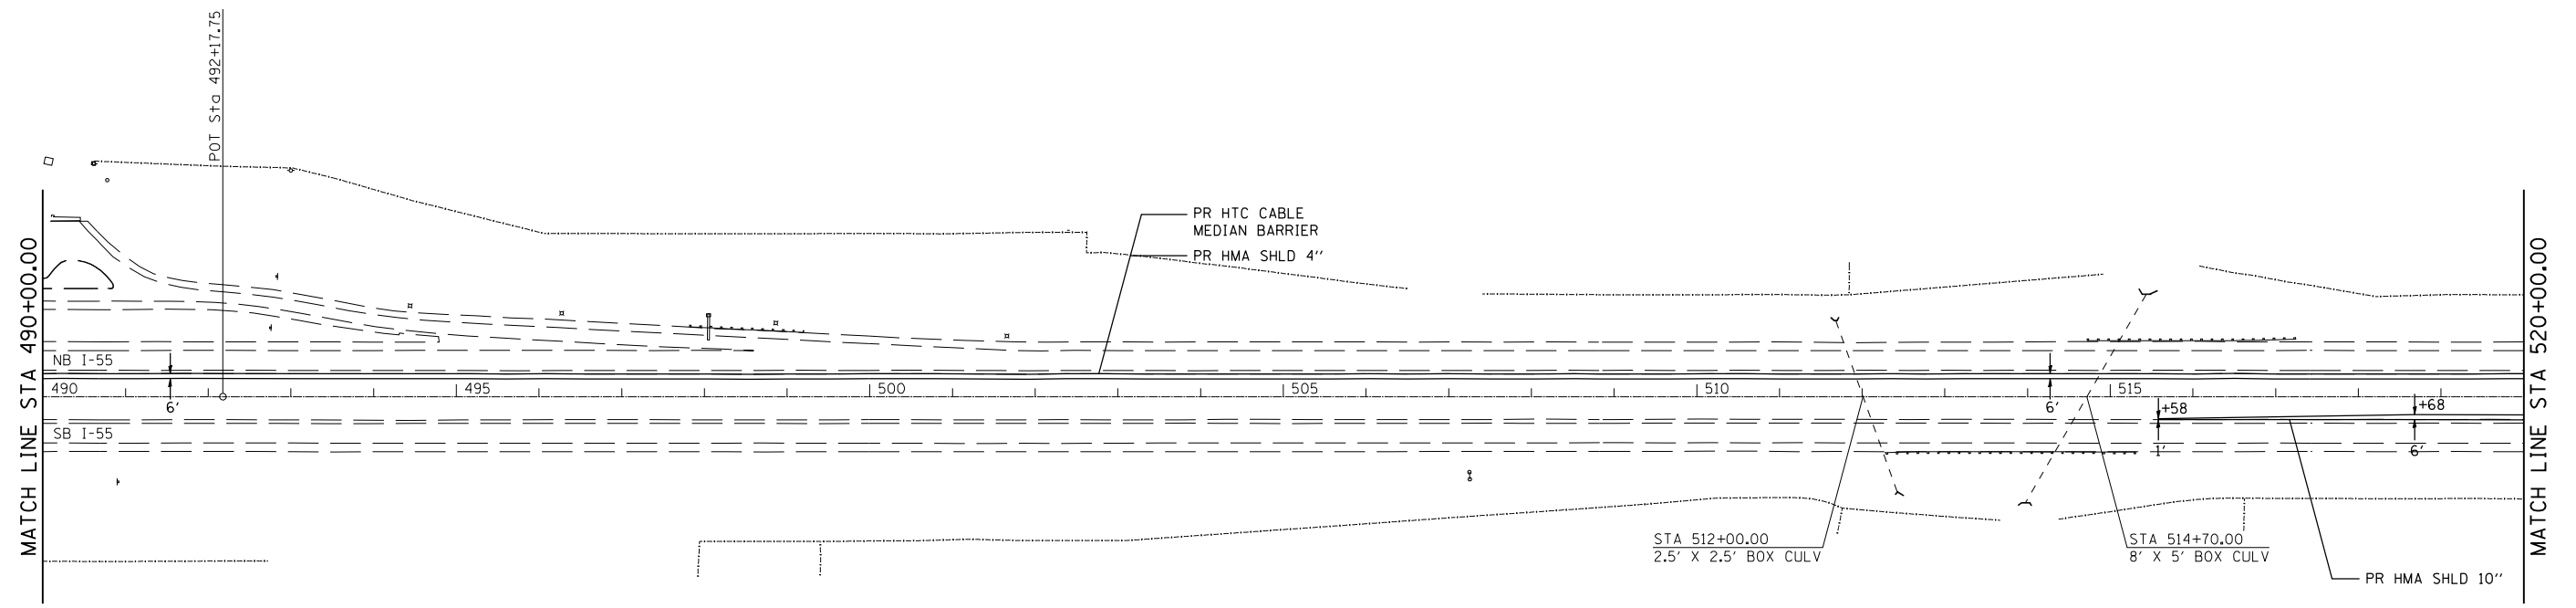 POT Sta 492+17.75
MATCH LINE STA 490+00.00
PR HTC CABLE
MEDIAN BARRIER
PR HMA SHLD 4''
NB I-55
490
495
500
505
510
515
6'
6'
+58
+68
SB I-55
1'
6'
STA 512+00.00
2.5' X 2.5' BOX CULV
STA 514+70.00
8' X 5' BOX CULV
PR HMA SHLD 10''
MATCH LINE STA 520+00.00